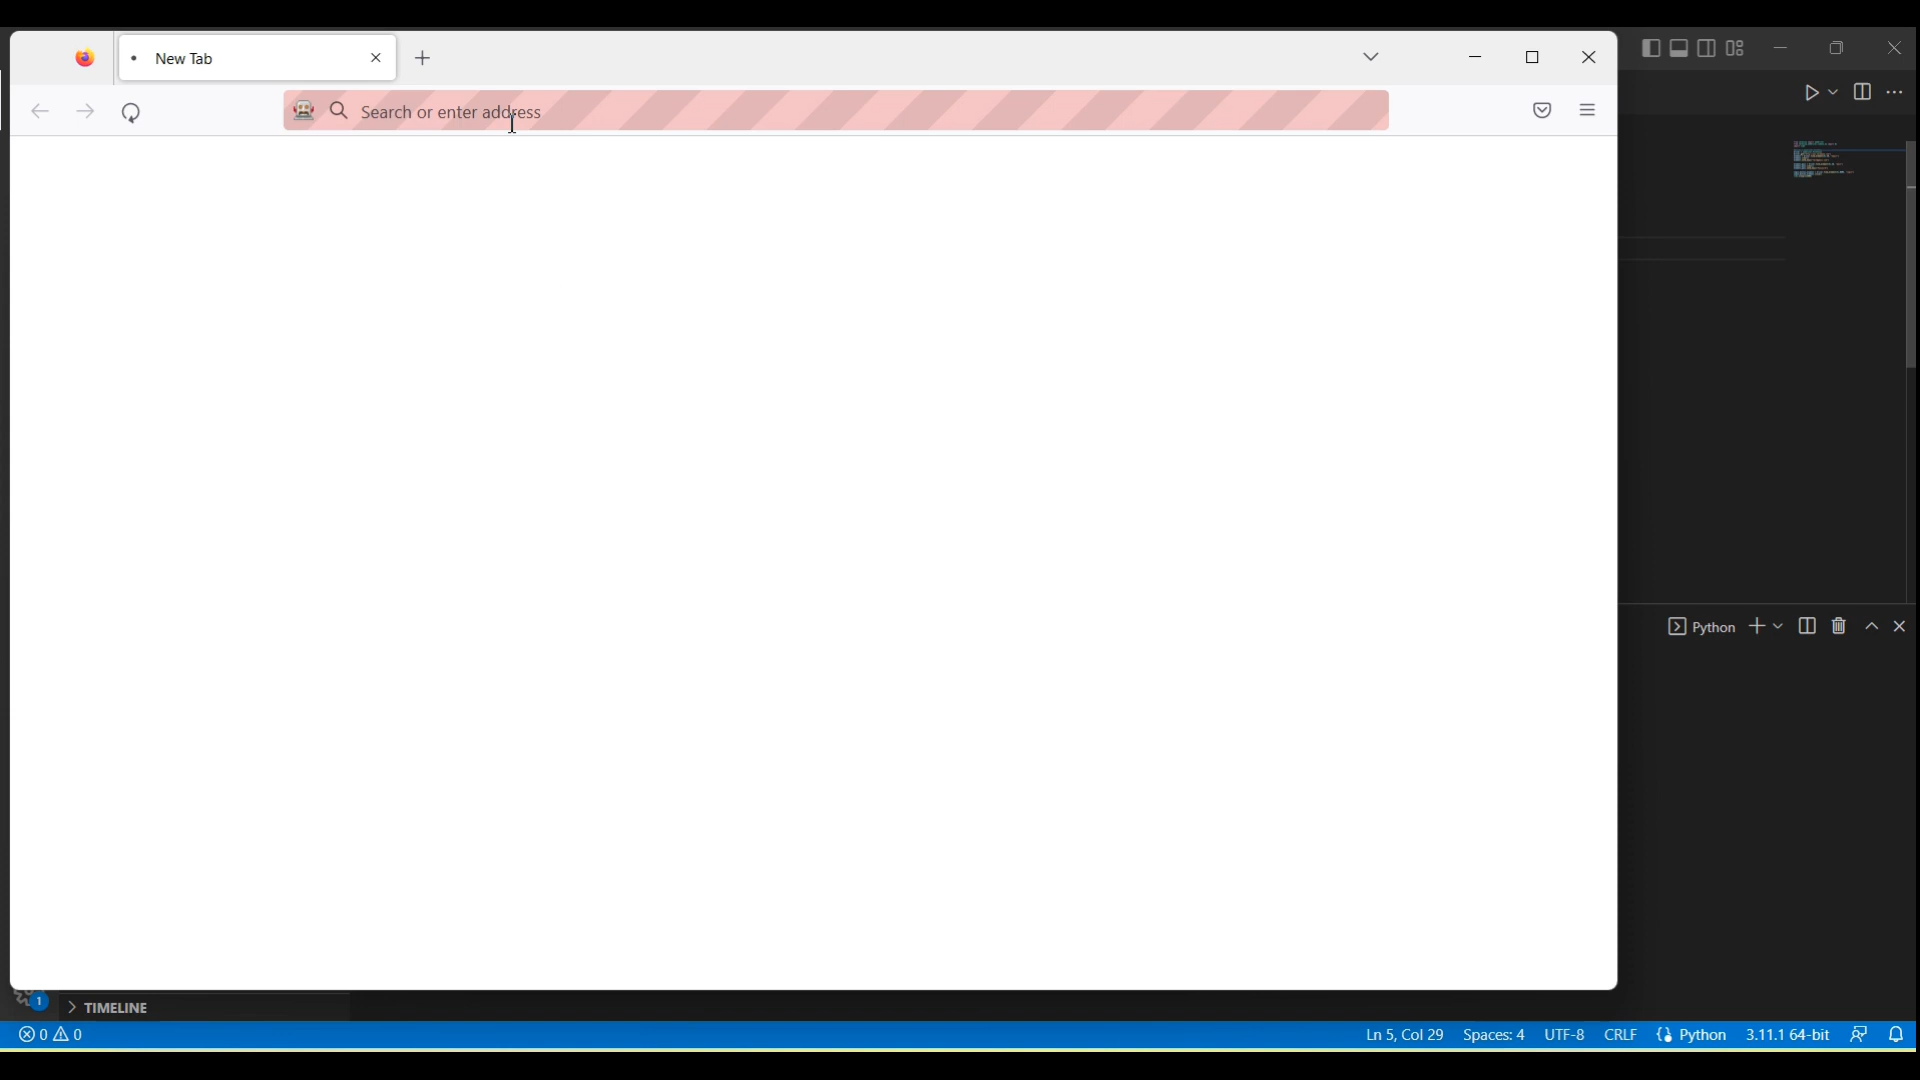 New Tab
Search or enter address
Python
1
TIMELINE
0 0
Ln 5, Col 29 Spaces: 4 UTF-8 CRLF Python 3.11.1 64-bit